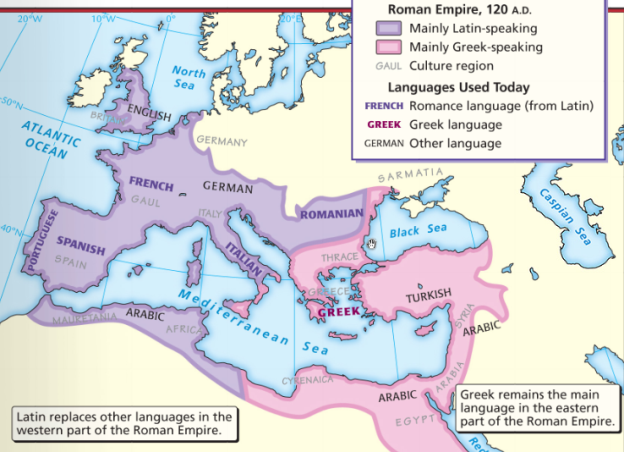 20°W
10°W
0°
20°E
Roman Empire, 120 A.D.
Mainly Latin-speaking
Mainly Greek-speaking
GAUL Culture region
Languages Used Today
FRENCH Romance language (from Latin)
GREEK Greek language
GERMAN Other language
North
Sea
50°N
BRITAIN
ENGLISH
ATLANTIC
OCEAN
GERMANY
SARMATIA
FRENCH
GERMAN
GAUL
ITALY
ROMANIAN
Caspian
Sea
Black Sea
40°N
PORTUGUESE
SPANISH
SPAIN
ITALIAN
THRACE
GREECE
GREEK
TURKISH
Mediterranean Sea
SYRIA
ARABIC
MAURETANIA
ARABIC
AFRICA
CYRENAICA
ARABIA
ARABIC
EGYPT
Red
Latin replaces other languages in the
western part of the Roman Empire.
Greek remains the main
language in the eastern
part of the Roman Empire.